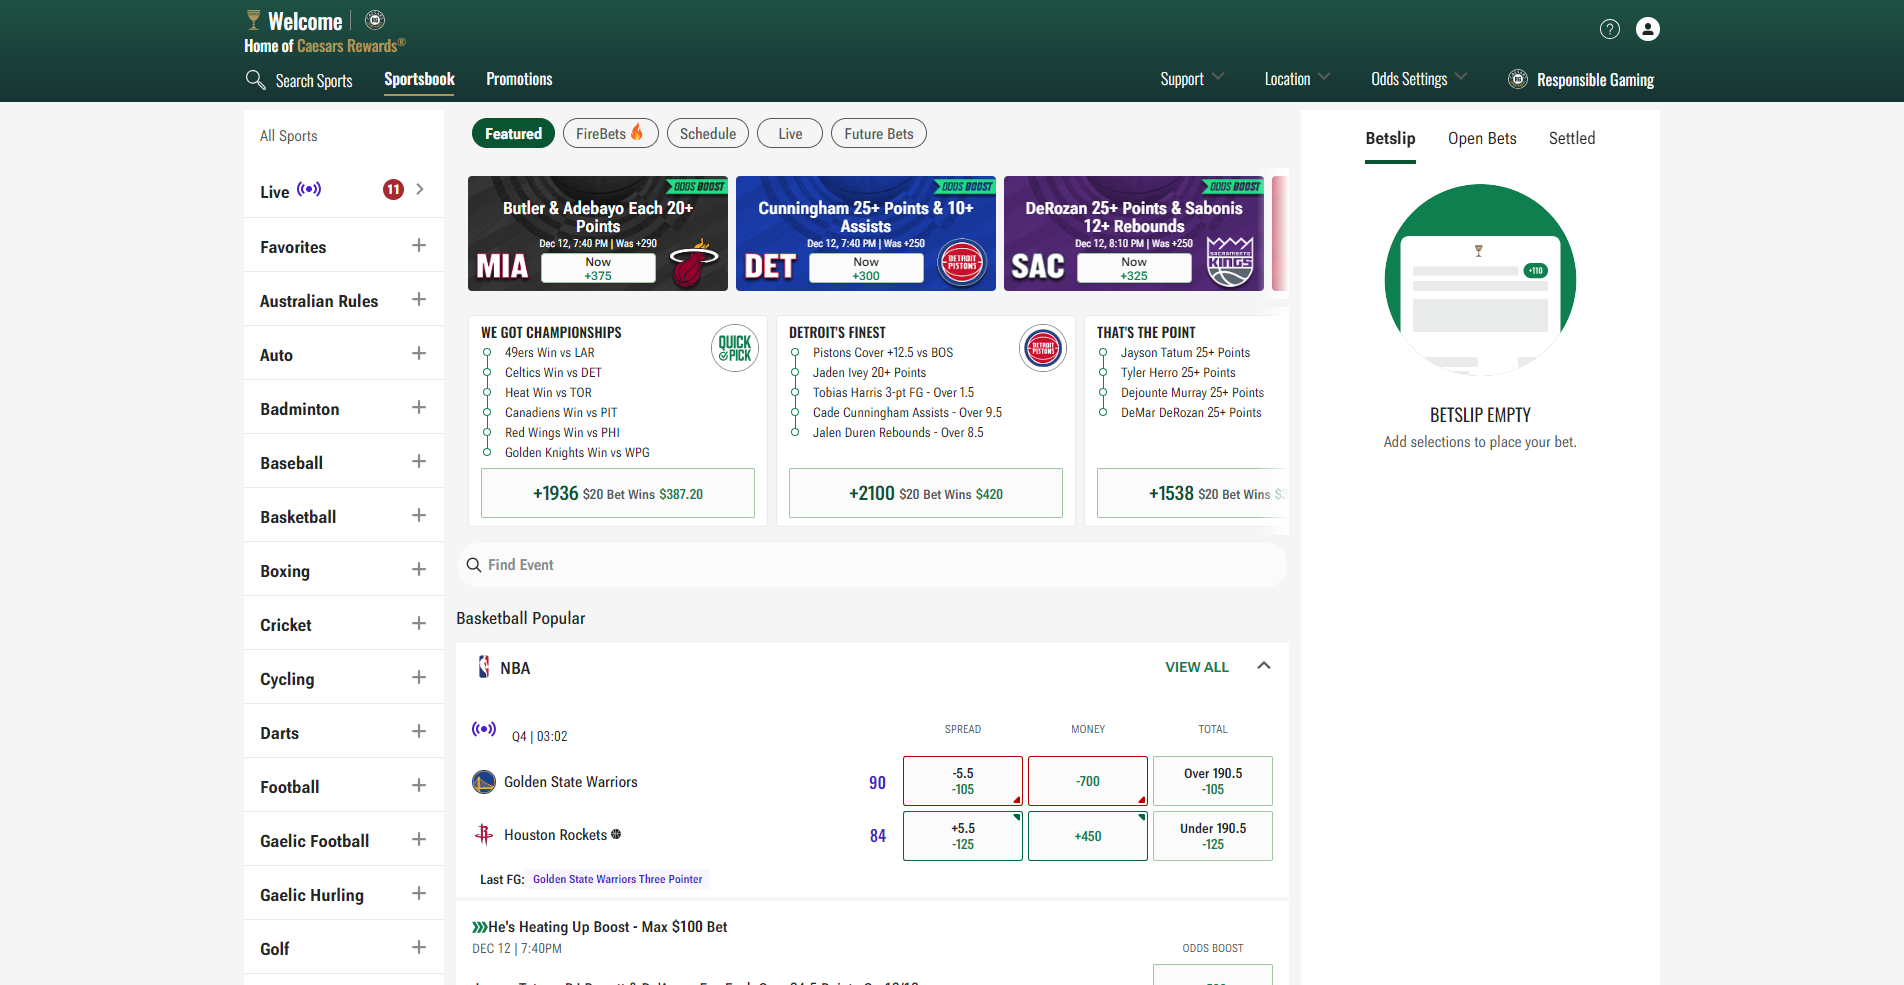 Welcome
Home of Caesars Rewards®
Search Sports
Sportsbook
Promotions
Support
Location
Odds Settings
Responsible Gaming
All Sports
Live
11
Favorites
Australian Rules
Auto
Badminton
Baseball
Basketball
Boxing
Cricket
Cycling
Darts
Football
Gaelic Football
Gaelic Hurling
Golf
Featured
FireBets
Schedule
Live
Future Bets
ODDS BOOST
Butler & Adebayo Each 20+
Points
Dec 12, 7:40 PM | Was +290
MIA
Now
+375
ODDS BOOST
Cunningham 25+ Points & 10+
Assists
Dec 12, 7:40 PM | Was +250
DET
Now
+300
DETROIT PISTONS
ODDS BOOST
DeRozan 25+ Points & Sabonis
12+ Rebounds
Dec 12, 8:10 PM | Was +250
SAC
Now
+325
SACRAMENTO
KINGS
WE GOT CHAMPIONSHIPS
QUICK
PICK
49ers Win vs LAR
Celtics Win vs DET
Heat Win vs TOR
Canadiens Win vs PIT
Red Wings Win vs PHI
Golden Knights Win vs WPG
+1936 $20 Bet Wins $387.20
DETROIT'S FINEST
DETROIT PISTONS
Pistons Cover +12.5 vs BOS
Jaden Ivey 20+ Points
Tobias Harris 3-pt FG - Over 1.5
Cade Cunningham Assists - Over 9.5
Jalen Duren Rebounds - Over 8.5
+2100 $20 Bet Wins $420
THAT'S THE POINT
Jayson Tatum 25+ Points
Tyler Herro 25+ Points
Dejounte Murray 25+ Points
DeMar DeRozan 25+ Points
+1538 $20 Bet Wins
Find Event
Basketball Popular
NBA
VIEW ALL
Q4 | 03:02
SPREAD
MONEY
TOTAL
Golden State Warriors
90
-5.5
-105
-700
Over 190.5
-105
Houston Rockets
84
+5.5
-125
+450
Under 190.5
-125
Last FG: Golden State Warriors Three Pointer
He's Heating Up Boost - Max $100 Bet
DEC 12 | 7:40PM
ODDS BOOST
Betslip
Open Bets
Settled
+110
BETSLIP EMPTY
Add selections to place your bet.